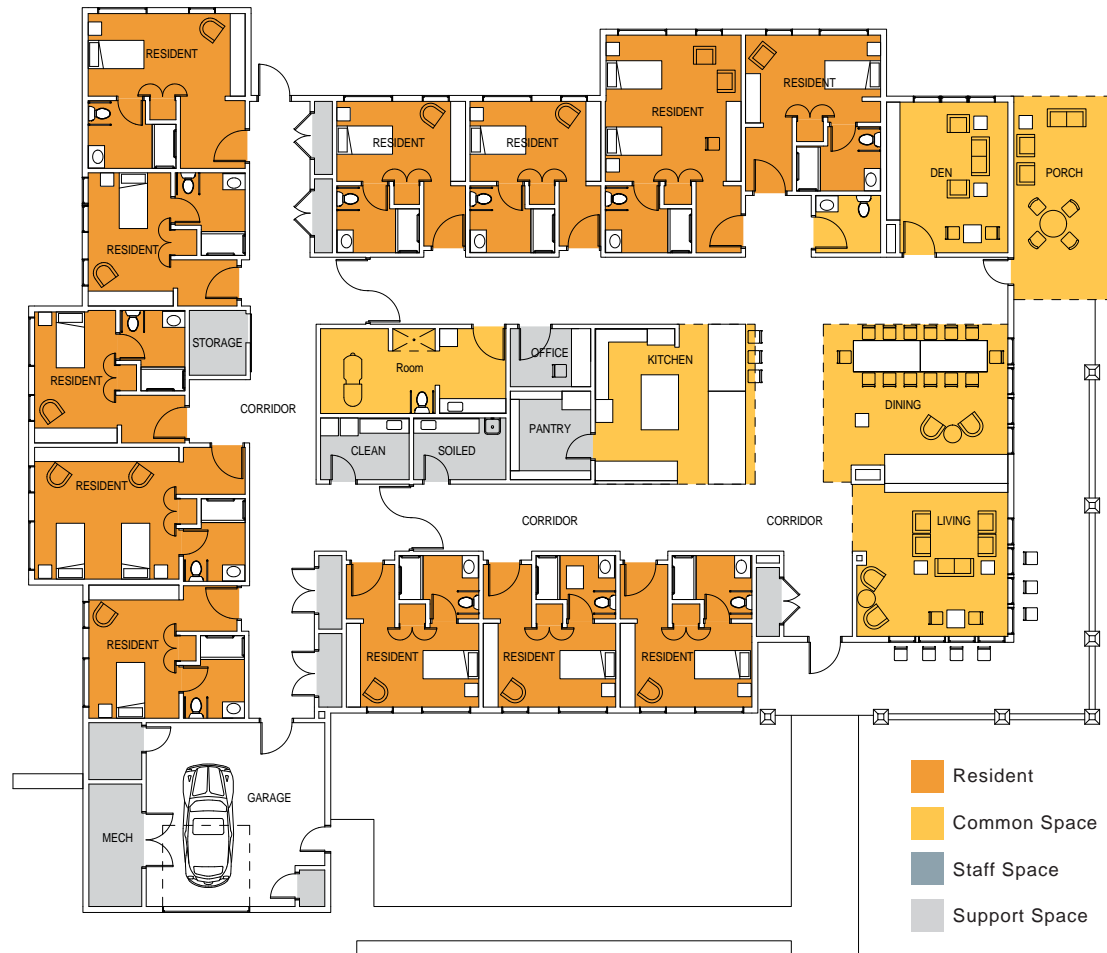 RESIDENT
RESIDENT
RESIDENT
RESIDENT
RESIDENT
RESIDENT
DEN
PORCH
RESIDENT
STORAGE
RESIDENT
CORRIDOR
Room
OFFICE
KITCHEN
DINING
CLEAN
SOILED
PANTRY
RESIDENT
CORRIDOR
CORRIDOR
LIVING
RESIDENT
RESIDENT
RESIDENT
RESIDENT
GARAGE
MECH
Resident
Common Space
Staff Space
Support Space